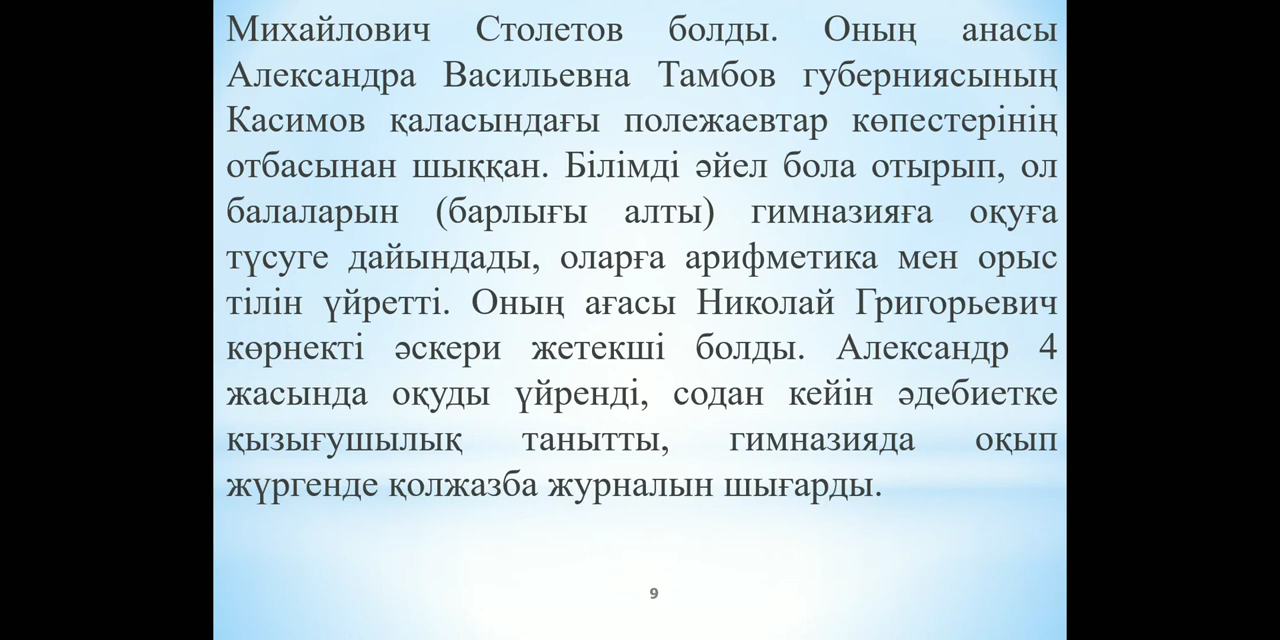 Михайлович Столетов болды. Оның анасы
Александра Васильевна Тамбов губерниясының
Касимов қаласындағы полежаевтар көпестерінің
отбасынан шыққан. Білімді әйел бола отырып, ол
балаларын (барлығы алты) гимназияға оқуға
түсуге дайындады, оларға арифметика мен орыс
тілін үйретті. Оның ағасы Николай Григорьевич
көрнекті әскери жетекші болды. Александр 4
жасында оқуды үйренді, содан кейін әдебиетке
қызығушылық танытты, гимназияда оқып
жүргенде қолжазба журналын шығарды.
9